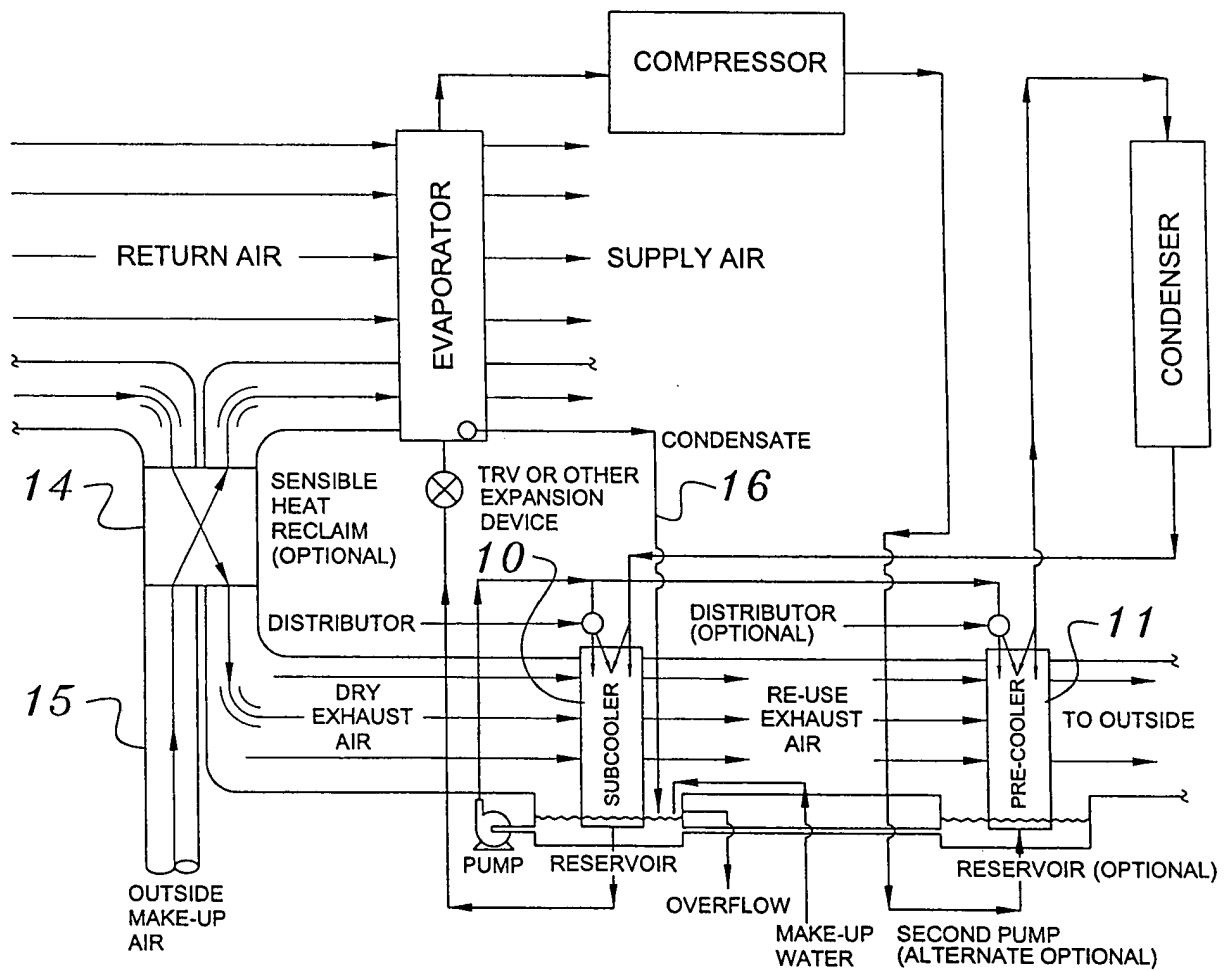 COMPRESSOR
EVAPORATOR
CONDENSER
RETURN AIR
SUPPLY AIR
CONDENSATE
14
SENSIBLE
HEAT
RECLAIM
(OPTIONAL)
TRV OR OTHER
EXPANSION
DEVICE
16
10
DISTRIBUTOR
DISTRIBUTOR
(OPTIONAL)
11
15
DRY
EXHAUST
AIR
SUBCOOLER
RE-USE
EXHAUST
AIR
PRE-COOLER
TO OUTSIDE
PUMP
RESERVOIR
RESERVOIR (OPTIONAL)
OUTSIDE
MAKE-UP
AIR
OVERFLOW
MAKE-UP
WATER
SECOND PUMP
(ALTERNATE OPTIONAL)